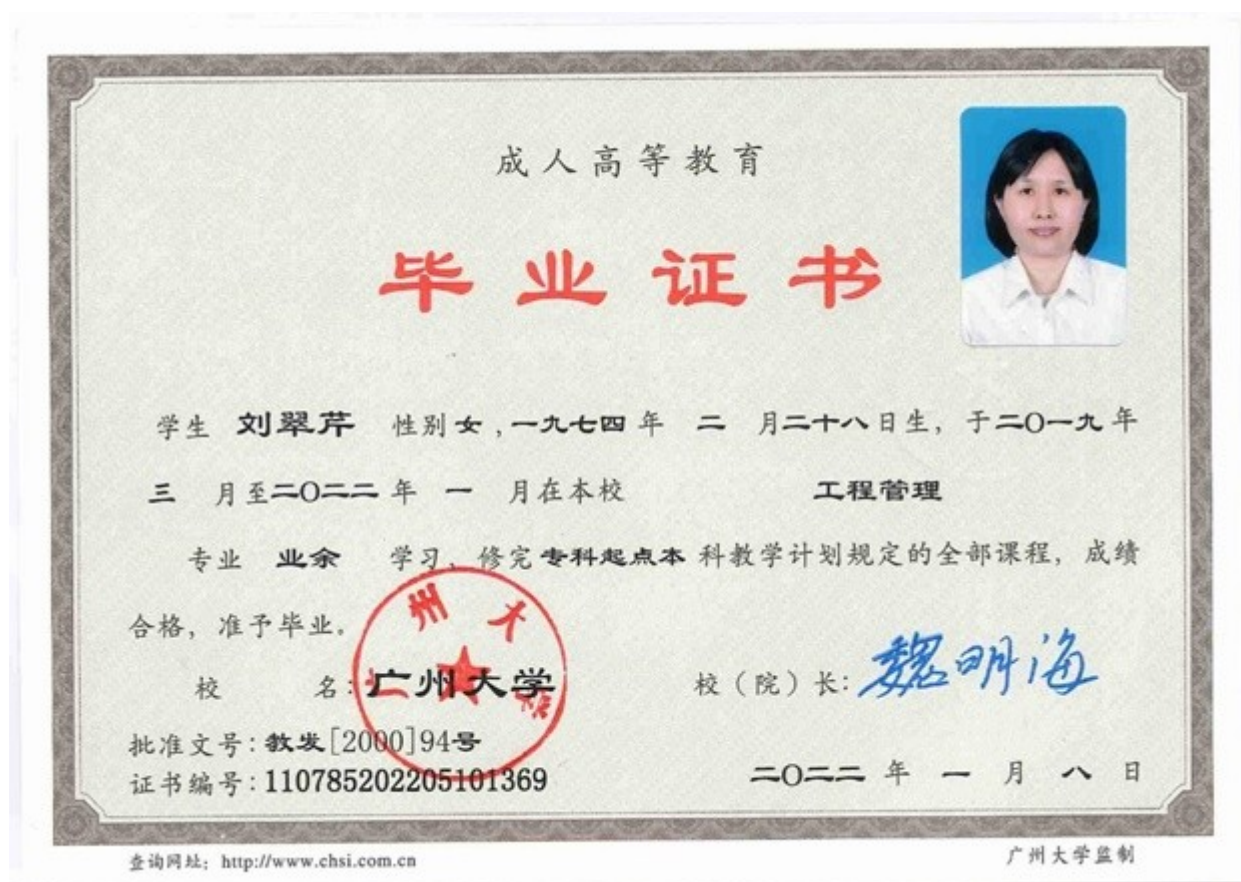 成人高等教育
毕业证书
学生 刘翠芹 性别 女 , 一九七四 年 二 月 二十八 日生, 于 二〇一九 年
三 月至 二〇二二 年 一 月在本校 工程管理
专业 业余 学习, 修完 专科起点本 科教学计划规定的全部课程, 成绩
合格, 准予毕业。
广州大学
校 名: 广州大学 校(院)长: 魏明海
批准文号: 教发[2000]94号
证书编号: 110785202205101369 二〇二二 年 一 月 八 日
查询网址: http://www.chsi.com.cn 广州大学监制